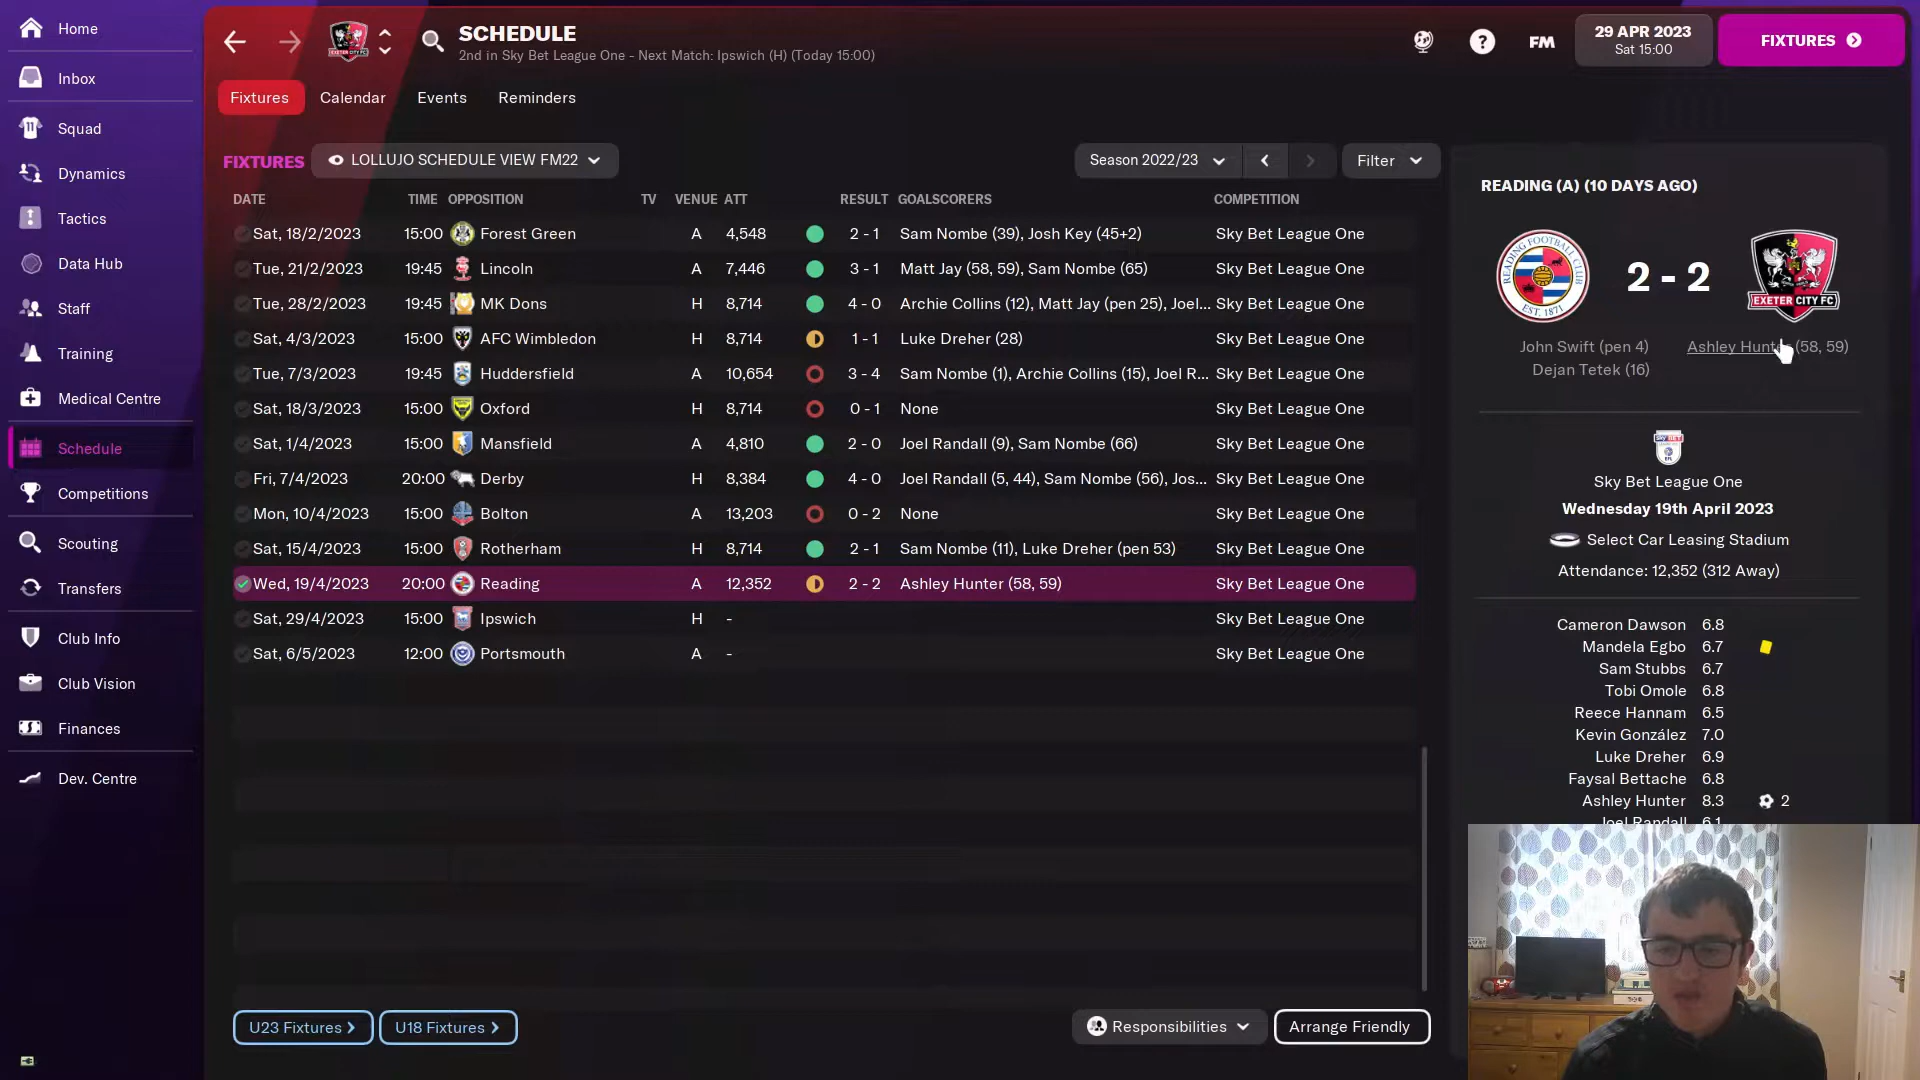 Home
Inbox
Squad
Dynamics
Tactics
Data Hub
Staff
Training
Medical Centre
Schedule
Competitions
Scouting
Transfers
Club Info
Club Vision
Finances
Dev. Centre
EXETER CITY FC
SCHEDULE
2nd in Sky Bet League One - Next Match: Ipswich (H) (Today 15:00)
? FM
29 APR 2023
Sat 15:00
FIXTURES
Fixtures Calendar Events Reminders
FIXTURES LOLLUJO SCHEDULE VIEW FM22 Season 2022/23 Filter
DATE TIME OPPOSITION TV VENUE ATT RESULT GOALSCORERS COMPETITION
Sat, 18/2/2023 15:00 Forest Green A 4,548 2 - 1 Sam Nombe (39), Josh Key (45+2) Sky Bet League One
Tue, 21/2/2023 19:45 Lincoln A 7,446 3 - 1 Matt Jay (58, 59), Sam Nombe (65) Sky Bet League One
Tue, 28/2/2023 19:45 MK Dons H 8,714 4 - 0 Archie Collins (12), Matt Jay (pen 25), Joel... Sky Bet League One
Sat, 4/3/2023 15:00 AFC Wimbledon H 8,714 1 - 1 Luke Dreher (28) Sky Bet League One
Tue, 7/3/2023 19:45 Huddersfield A 10,654 3 - 4 Sam Nombe (1), Archie Collins (15), Joel R... Sky Bet League One
Sat, 18/3/2023 15:00 Oxford H 8,714 0 - 1 None Sky Bet League One
Sat, 1/4/2023 15:00 Mansfield A 4,810 2 - 0 Joel Randall (9), Sam Nombe (66) Sky Bet League One
Fri, 7/4/2023 20:00 Derby H 8,384 4 - 0 Joel Randall (5, 44), Sam Nombe (56), Jos... Sky Bet League One
Mon, 10/4/2023 15:00 Bolton A 13,203 0 - 2 None Sky Bet League One
Sat, 15/4/2023 15:00 Rotherham H 8,714 2 - 1 Sam Nombe (11), Luke Dreher (pen 53) Sky Bet League One
Wed, 19/4/2023 20:00 Reading A 12,352 2 - 2 Ashley Hunter (58, 59) Sky Bet League One
Sat, 29/4/2023 15:00 Ipswich H - Sky Bet League One
Sat, 6/5/2023 12:00 Portsmouth A - Sky Bet League One
U23 Fixtures U18 Fixtures Responsibilities Arrange Friendly
READING (A) (10 DAYS AGO)
READING FOOTBALL CLUB
EST. 1871
2 - 2
EXETER CITY FC
John Swift (pen 4) Ashley Hunt (58, 59)
Dejan Tetek (16)
SKY BET
EFL
Sky Bet League One
Wednesday 19th April 2023
Select Car Leasing Stadium
Attendance: 12,352 (312 Away)
Cameron Dawson 6.8
Mandela Egbo 6.7
Sam Stubbs 6.7
Tobi Omole 6.8
Reece Hannam 6.5
Kevin González 7.0
Luke Dreher 6.9
Faysal Bettache 6.8
Ashley Hunter 8.3 2
Joel Randall 6.1